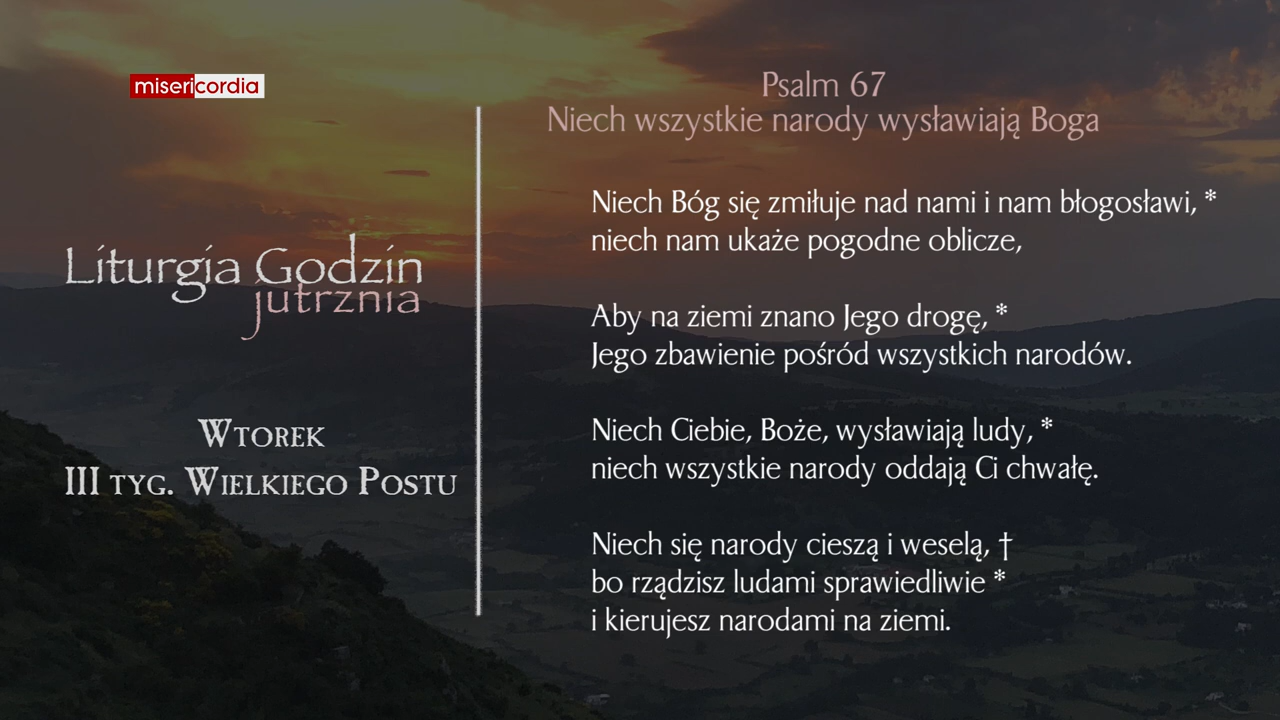 misericordia
Liturgia Godzin
jutrznia
Wtorek
III tyg. Wielkiego Postu
Psalm 67
Niech wszystkie narody wysławiają Boga
Niech Bóg się zmiłuje nad nami i nam błogosławi, *
niech nam ukaże pogodne oblicze,
Aby na ziemi znano Jego drogę, *
Jego zbawienie pośród wszystkich narodów.
Niech Ciebie, Boże, wysławiają ludy, *
niech wszystkie narody oddają Ci chwałę.
Niech się narody cieszą i weselą, †
bo rządzisz ludami sprawiedliwie *
i kierujesz narodami na ziemi.